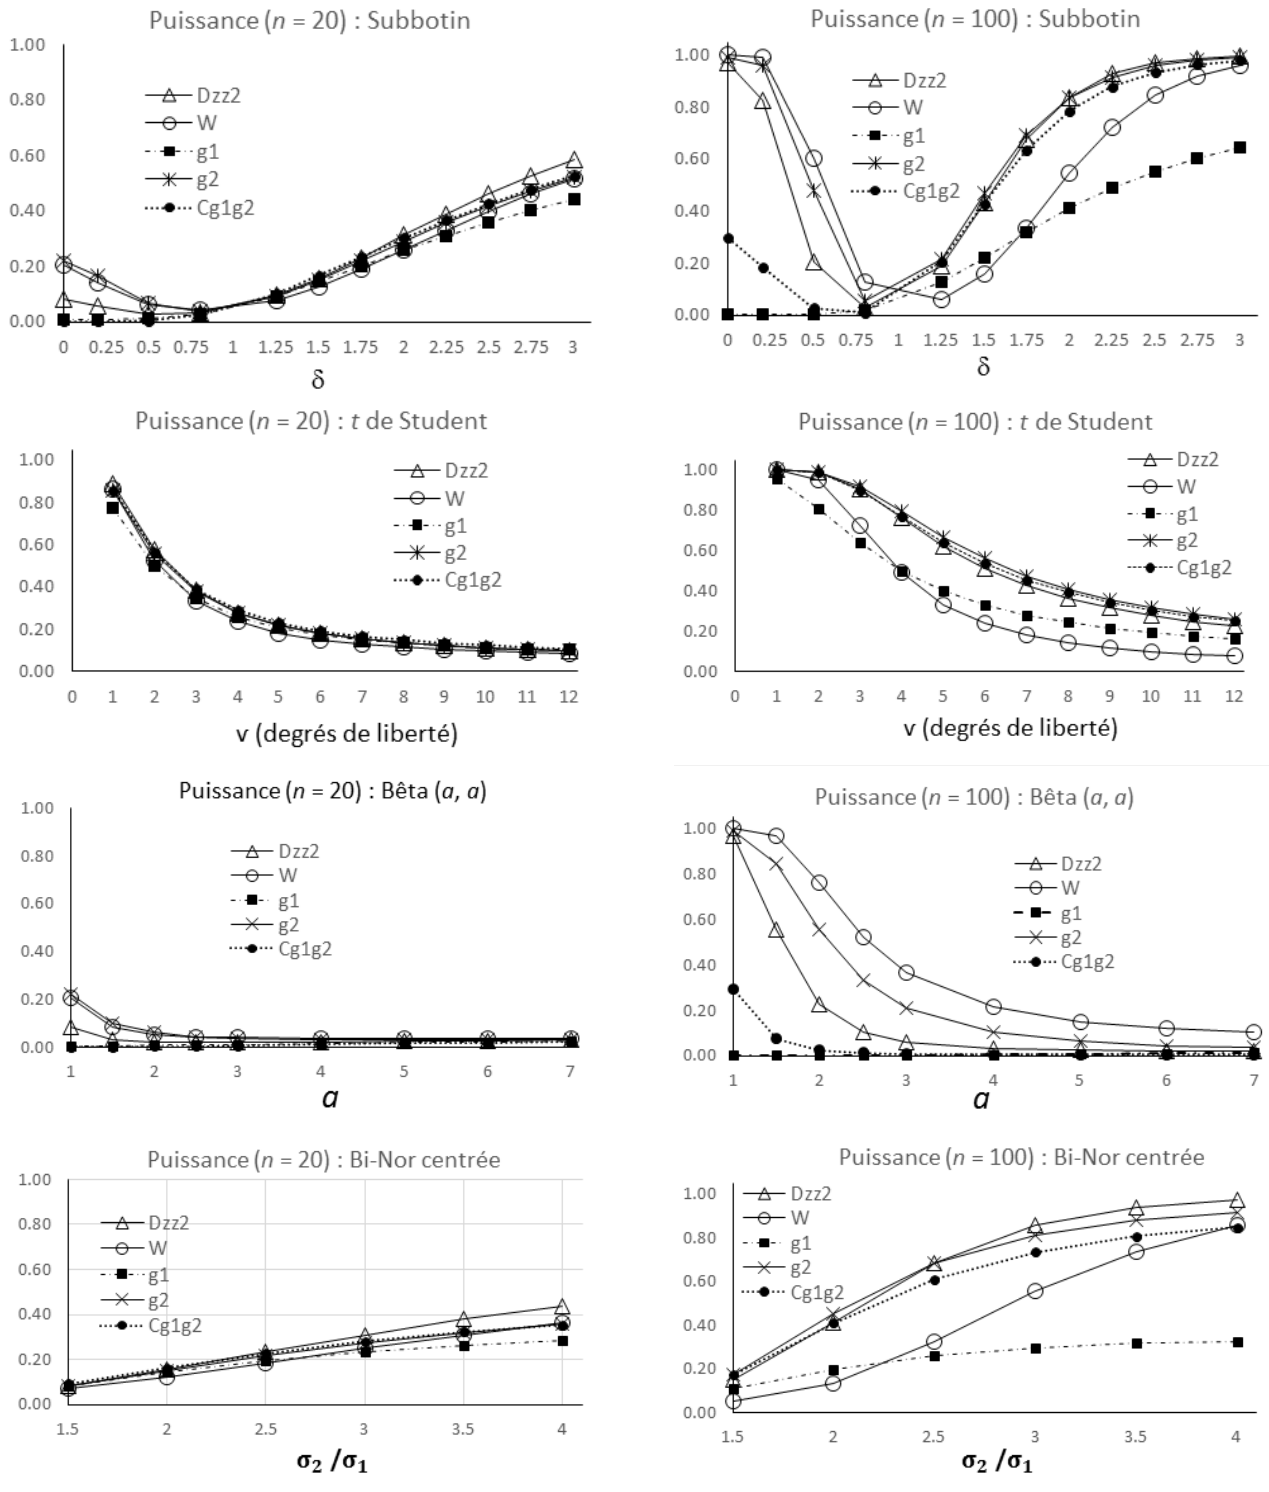 Puissance (n = 20) : Subbotin
1.00
0.80
0.60
0.40
0.20
0.00
Dzz2
W
g1
g2
Cg1g2
0 0.25 0.5 0.75 1 1.25 1.5 1.75 2 2.25 2.5 2.75 3
δ
Puissance (n = 100) : Subbotin
1.00
0.80
0.60
0.40
0.20
0.00
Dzz2
W
g1
g2
Cg1g2
0 0.25 0.5 0.75 1 1.25 1.5 1.75 2 2.25 2.5 2.75 3
δ
Puissance (n = 20) : t de Student
1.00
0.80
0.60
0.40
0.20
0.00
Dzz2
W
g1
g2
Cg1g2
0 1 2 3 4 5 6 7 8 9 10 11 12
v (degrés de liberté)
Puissance (n = 100) : t de Student
1.00
0.80
0.60
0.40
0.20
0.00
Dzz2
W
g1
g2
Cg1g2
0 1 2 3 4 5 6 7 8 9 10 11 12
v (degrés de liberté)
Puissance (n = 20) : Bêta (a, a)
1.00
0.80
0.60
0.40
0.20
0.00
Dzz2
W
g1
g2
Cg1g2
1 2 3 4 5 6 7
a
Puissance (n = 100) : Bêta (a, a)
1.00
0.80
0.60
0.40
0.20
0.00
Dzz2
W
g1
g2
Cg1g2
1 2 3 4 5 6 7
a
Puissance (n = 20) : Bi-Nor centrée
1.00
0.80
0.60
0.40
0.20
0.00
Dzz2
W
g1
g2
Cg1g2
1.5 2 2.5 3 3.5 4
σ₂ /σ₁
Puissance (n = 100) : Bi-Nor centrée
1.00
0.80
0.60
0.40
0.20
0.00
Dzz2
W
g1
g2
Cg1g2
1.5 2 2.5 3 3.5 4
σ₂ /σ₁